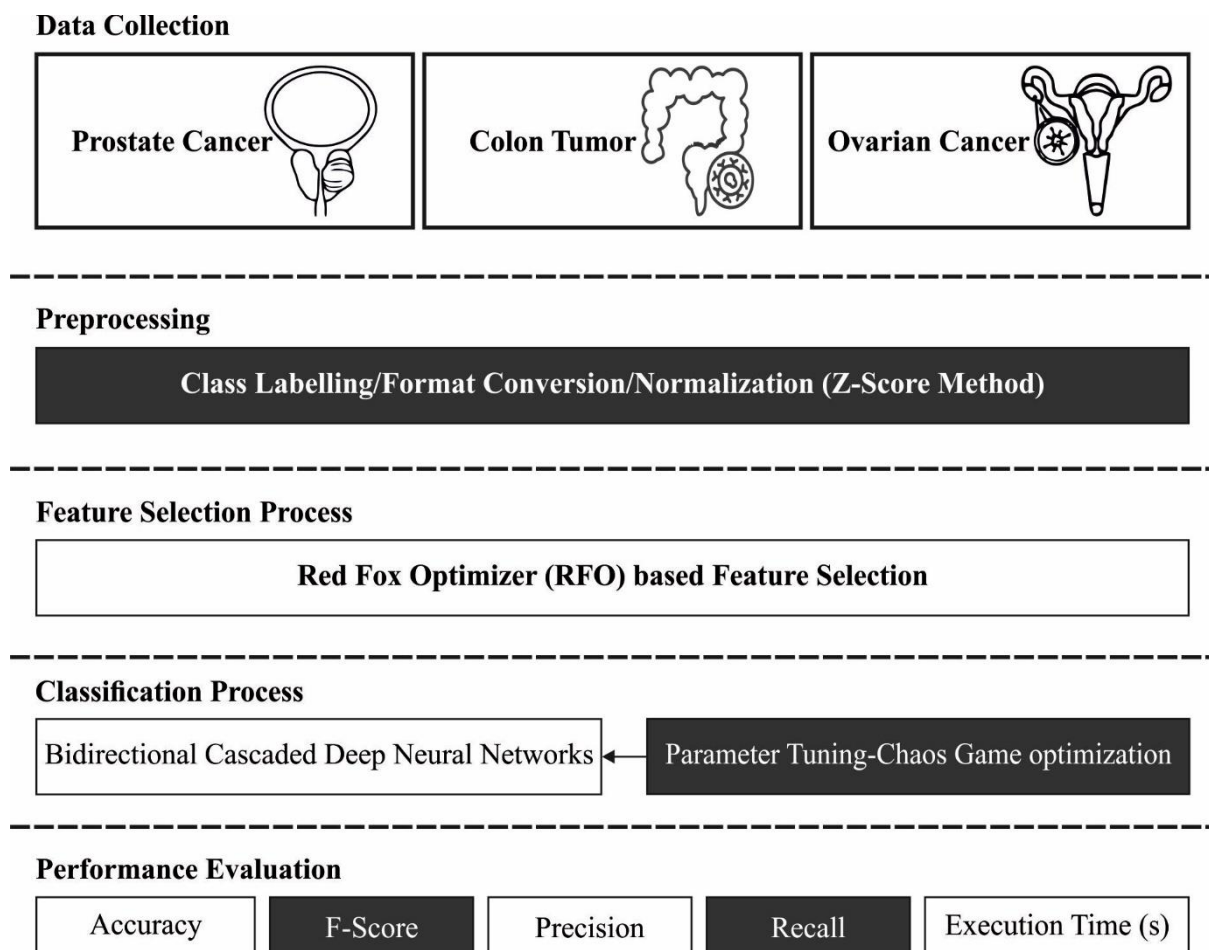 Data Collection
Prostate Cancer
Colon Tumor
Ovarian Cancer
Preprocessing
Class Labelling/Format Conversion/Normalization (Z-Score Method)
Feature Selection Process
Red Fox Optimizer (RFO) based Feature Selection
Classification Process
Bidirectional Cascaded Deep Neural Networks
Parameter Tuning-Chaos Game optimization
Performance Evaluation
Accuracy
F-Score
Precision
Recall
Execution Time (s)